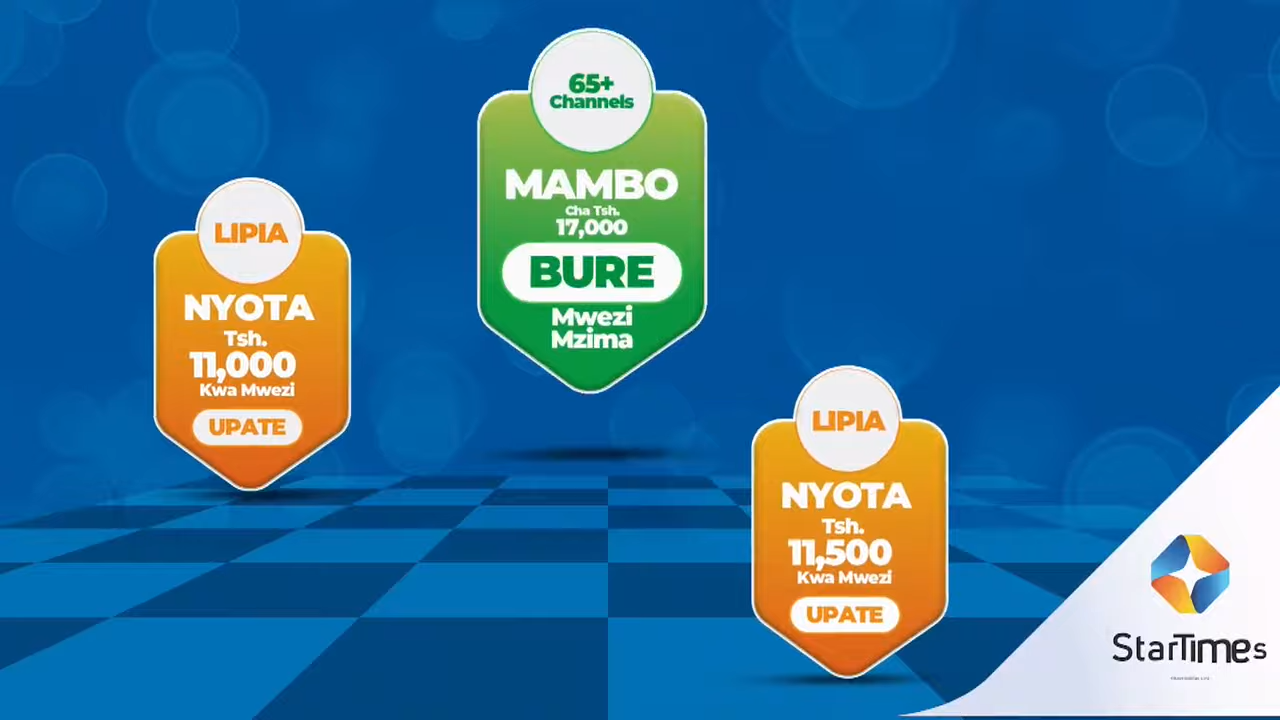 65+
Channels
MAMBO
Cha Tsh.
17,000
BURE
Mwezi
Mzima
LIPIA
NYOTA
Tsh.
11,000
Kwa Mwezi
UPATE
LIPIA
NYOTA
Tsh.
11,500
Kwa Mwezi
UPATE
StarTimes